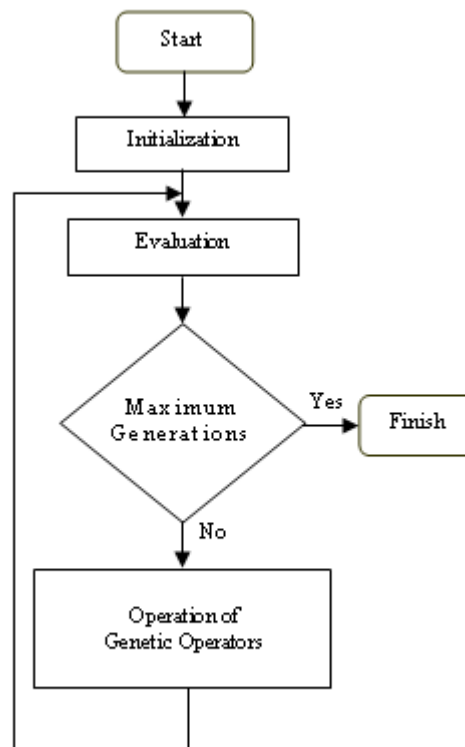 Start
Initialization
Evaluation
Maximum
Generations
Yes
Finish
No
Operation of
Genetic Operators